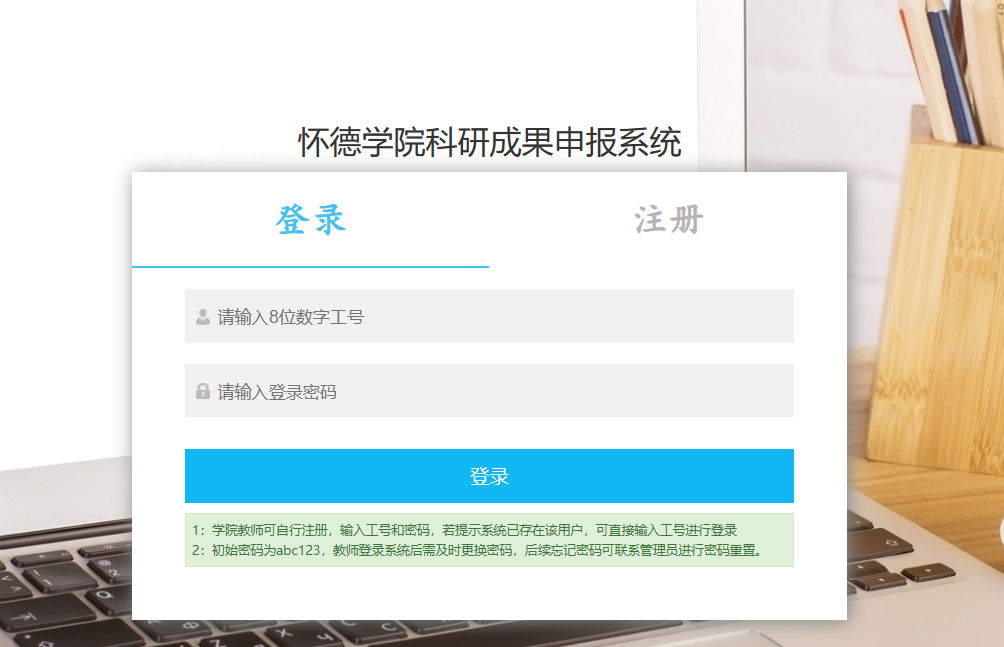 怀德学院科研成果申报系统
登录
注册
请输入8位数字工号
请输入登录密码
登录
1：学院教师可自行注册，输入工号和密码，若提示系统已存在该用户，可直接输入工号进行登录
2：初始密码为abc123，教师登录系统后需及时更换密码，后续忘记密码可联系管理员进行密码重置。